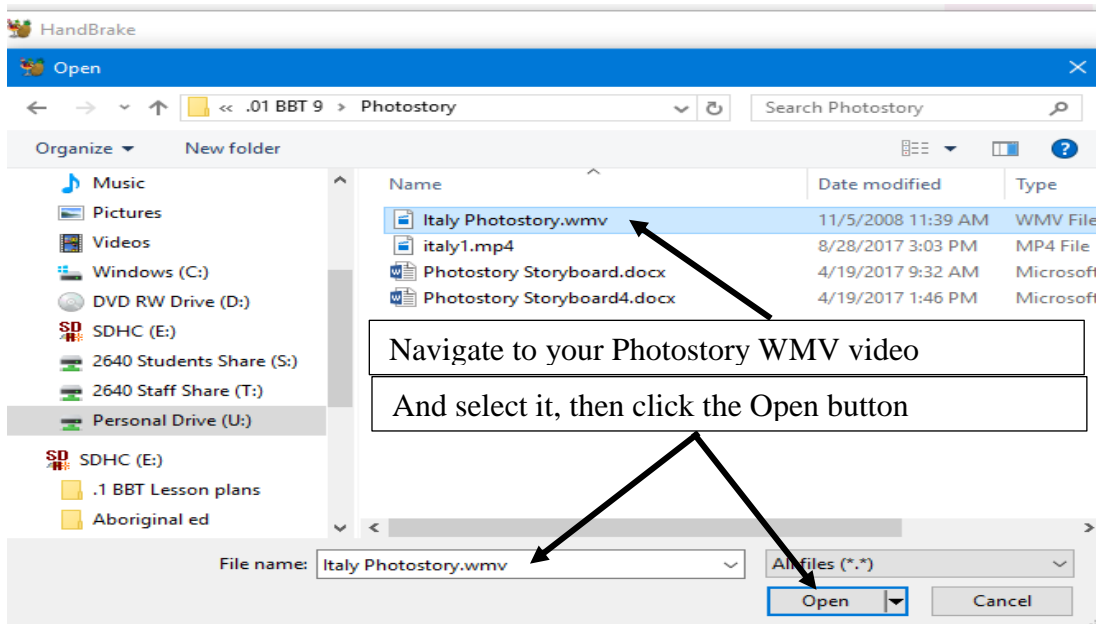 HandBrake
Open
« .01 BBT 9 > Photostory
Search Photostory
Organize
New folder
Music
Pictures
Videos
Windows (C:)
DVD RW Drive (D:)
SDHC (E:)
2640 Students Share (S:)
2640 Staff Share (T:)
Personal Drive (U:)
SDHC (E:)
.1 BBT Lesson plans
Aboriginal ed
Name Date modified Type
Italy Photostory.wmv 11/5/2008 11:39 AM WMV File
italy1.mp4 8/28/2017 3:03 PM MP4 File
Photostory Storyboard.docx 4/19/2017 9:32 AM Microsoft
Photostory Storyboard4.docx 4/19/2017 1:46 PM Microsoft
Navigate to your Photostory WMV video
And select it, then click the Open button
File name: Italy Photostory.wmv
All files (*.*)
Open
Cancel